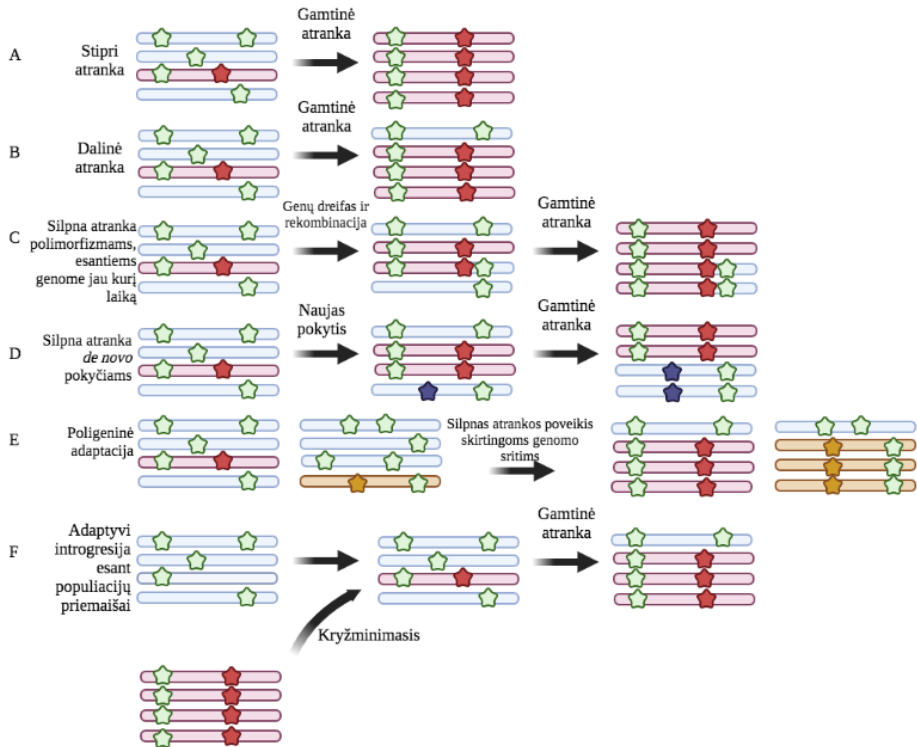 A
Stipri
atranka
Gamtinė
atranka
B
Dalinė
atranka
Gamtinė
atranka
C
Silpna atranka
polimorfizmams,
esantiems
genome jau kurį
laiką
Genų dreifas ir
rekombinacija
Gamtinė
atranka
D
Silpna atranka
de novo
pokyčiams
Naujas
pokytis
Gamtinė
atranka
E
Poligeninė
adaptacija
Silpnas atrankos poveikis
skirtingoms genomo
sritims
F
Adaptyvi
introgresija
esant
populiacijų
priemaišai
Gamtinė
atranka
Kryžminimasis